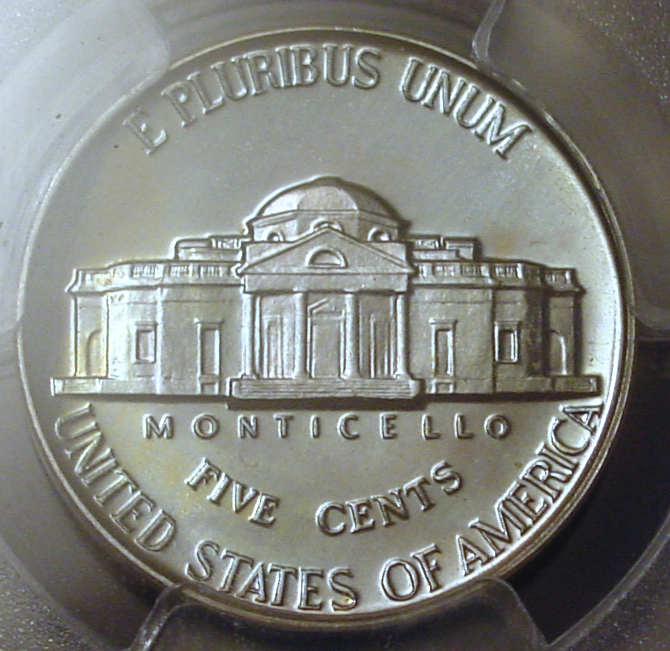 E PLURIBUS UNUM
MONTICELLO
FIVE CENTS
UNITED STATES OF AMERICA